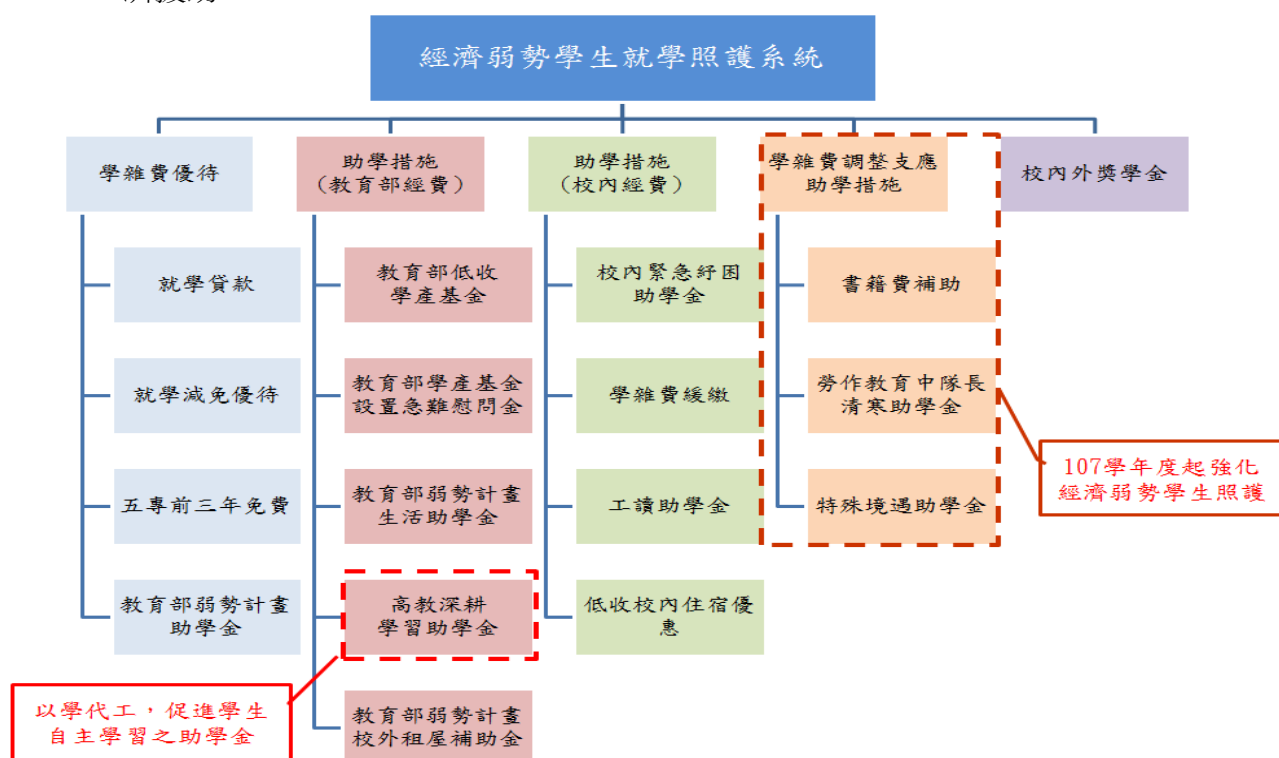 經濟弱勢學生就學照護系統
學雜費優待
就學貸款
就學減免優待
五專前三年免費
教育部弱勢計畫
助學金
助學措施
（教育部經費）
教育部低收
學產基金
教育部學產基金
設置急難慰問金
教育部弱勢計畫
生活助學金
高教深耕
學習助學金
教育部弱勢計畫
校外租屋補助金
助學措施
（校內經費）
校內緊急紓困
助學金
學雜費緩繳
工讀助學金
低收校內住宿優
惠
學雜費調整支應
助學措施
書籍費補助
勞作教育中隊長
清寒助學金
特殊境遇助學金
校內外獎學金
107學年度起強化
經濟弱勢學生照護
以學代工，促進學生
自主學習之助學金